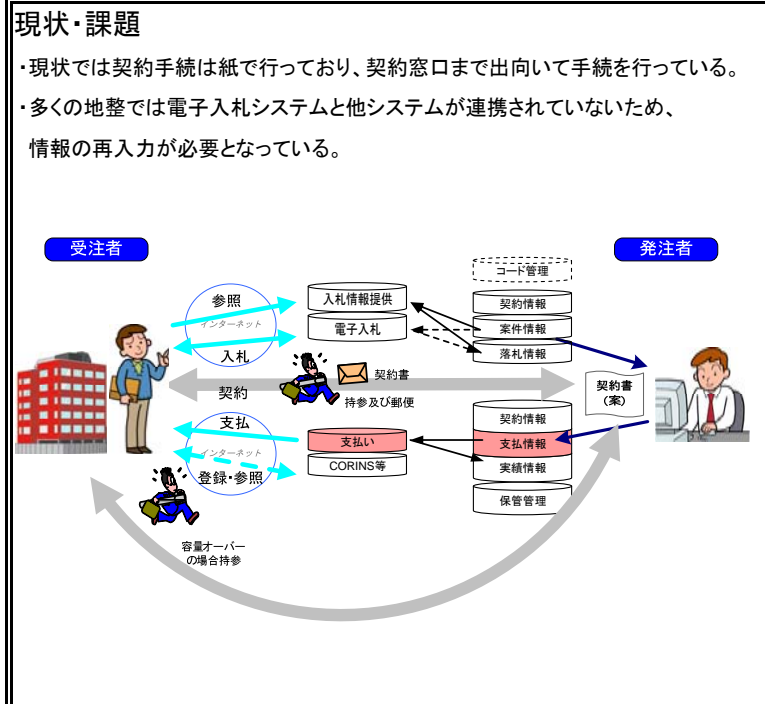 現状・課題
・現状では契約手続は紙で行っており、契約窓口まで出向いて手続を行っている。
・多くの地整では電子入札システムと他システムが連携されていないため、
情報の再入力が必要となっている。
受注者
発注者
コード管理
参照
インターネット
入札
入札情報提供
電子入札
契約情報
案件情報
落札情報
契約
契約書
持参及び郵便
契約書
(案)
支払
インターネット
登録・参照
支払い
CORINS等
契約情報
支払情報
実績情報
保管管理
容量オーバー
の場合持参